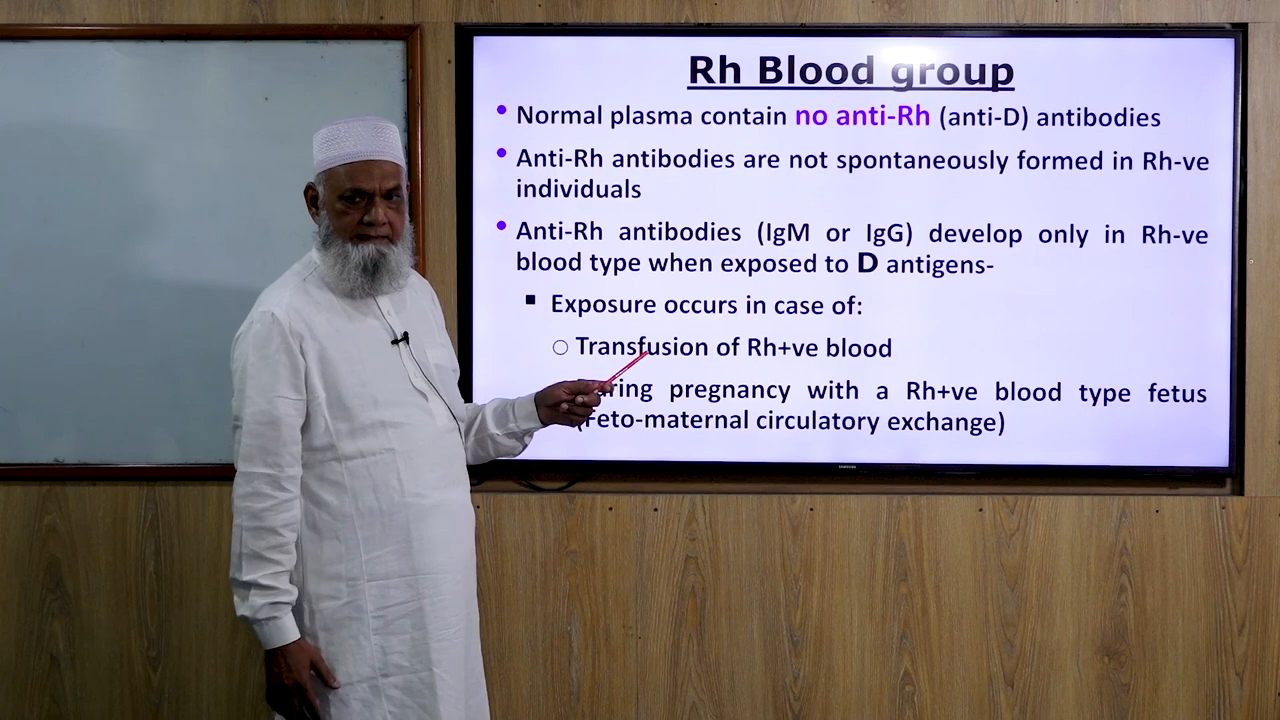 Rh Blood group
• Normal plasma contain no anti-Rh (anti-D) antibodies
• Anti-Rh antibodies are not spontaneously formed in Rh-ve
individuals
• Anti-Rh antibodies (IgM or IgG) develop only in Rh-ve
blood type when exposed to D antigens-
▪ Exposure occurs in case of:
○ Transfusion of Rh+ve blood
pregnancy with a Rh+ve blood type fetus
(Feto-maternal circulatory exchange)
SAMSUNG